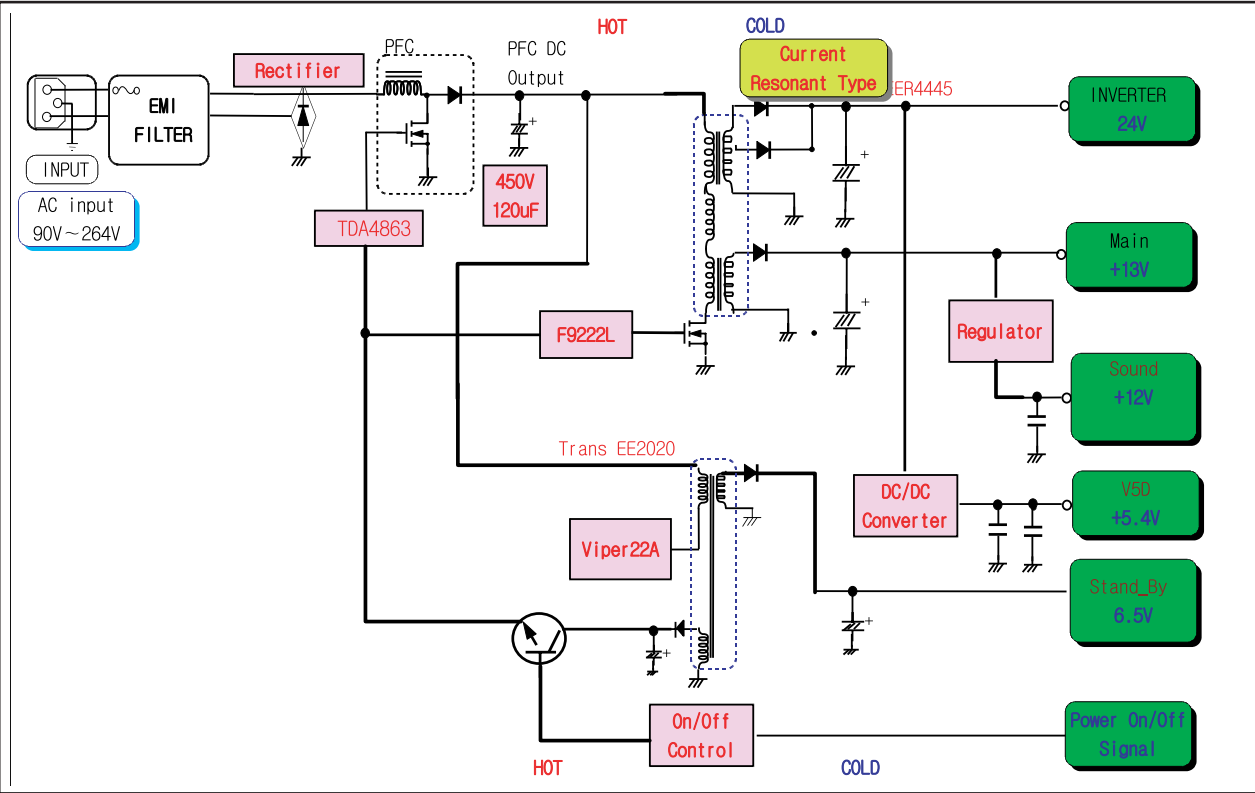 HOT
COLD
PFC
PFC DC
Output
Current
Resonant Type
ER4445
Rectifier
EMI
FILTER
INPUT
AC input
90V~264V
450V
120uF
TDA4863
INVERTER
24V
Main
+13V
F9222L
Regulator
Sound
+12V
Trans EE2020
DC/DC
Converter
V5D
+5.4V
Viper22A
Stand_By
6.5V
On/Off
Control
Power On/Off
Signal
HOT
COLD